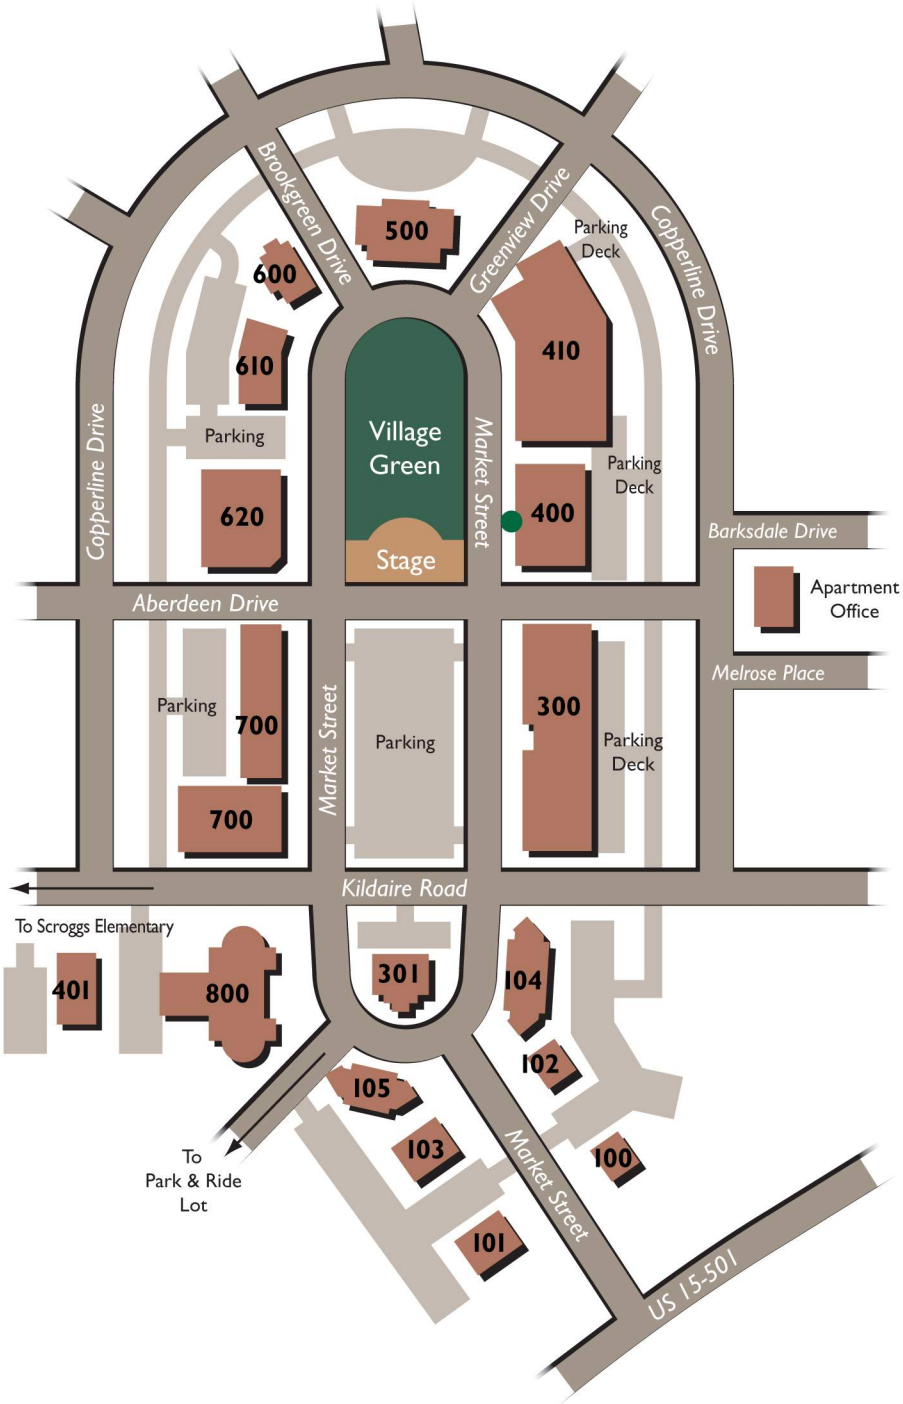 Brookgreen Drive
Greenview Drive
Copperline Drive
Parking
Deck
500
600
410
610
Copperline Drive
Village
Green
Market Street
Parking
Parking
Deck
620
400
Barksdale Drive
Stage
Apartment
Office
Aberdeen Drive
Melrose Place
Parking
700
Market Street
Parking
300
Parking
Deck
700
Kildaire Road
To Scroggs Elementary
401
800
301
104
102
105
To
Park & Ride
Lot
103
Market Street
100
101
US 15-501